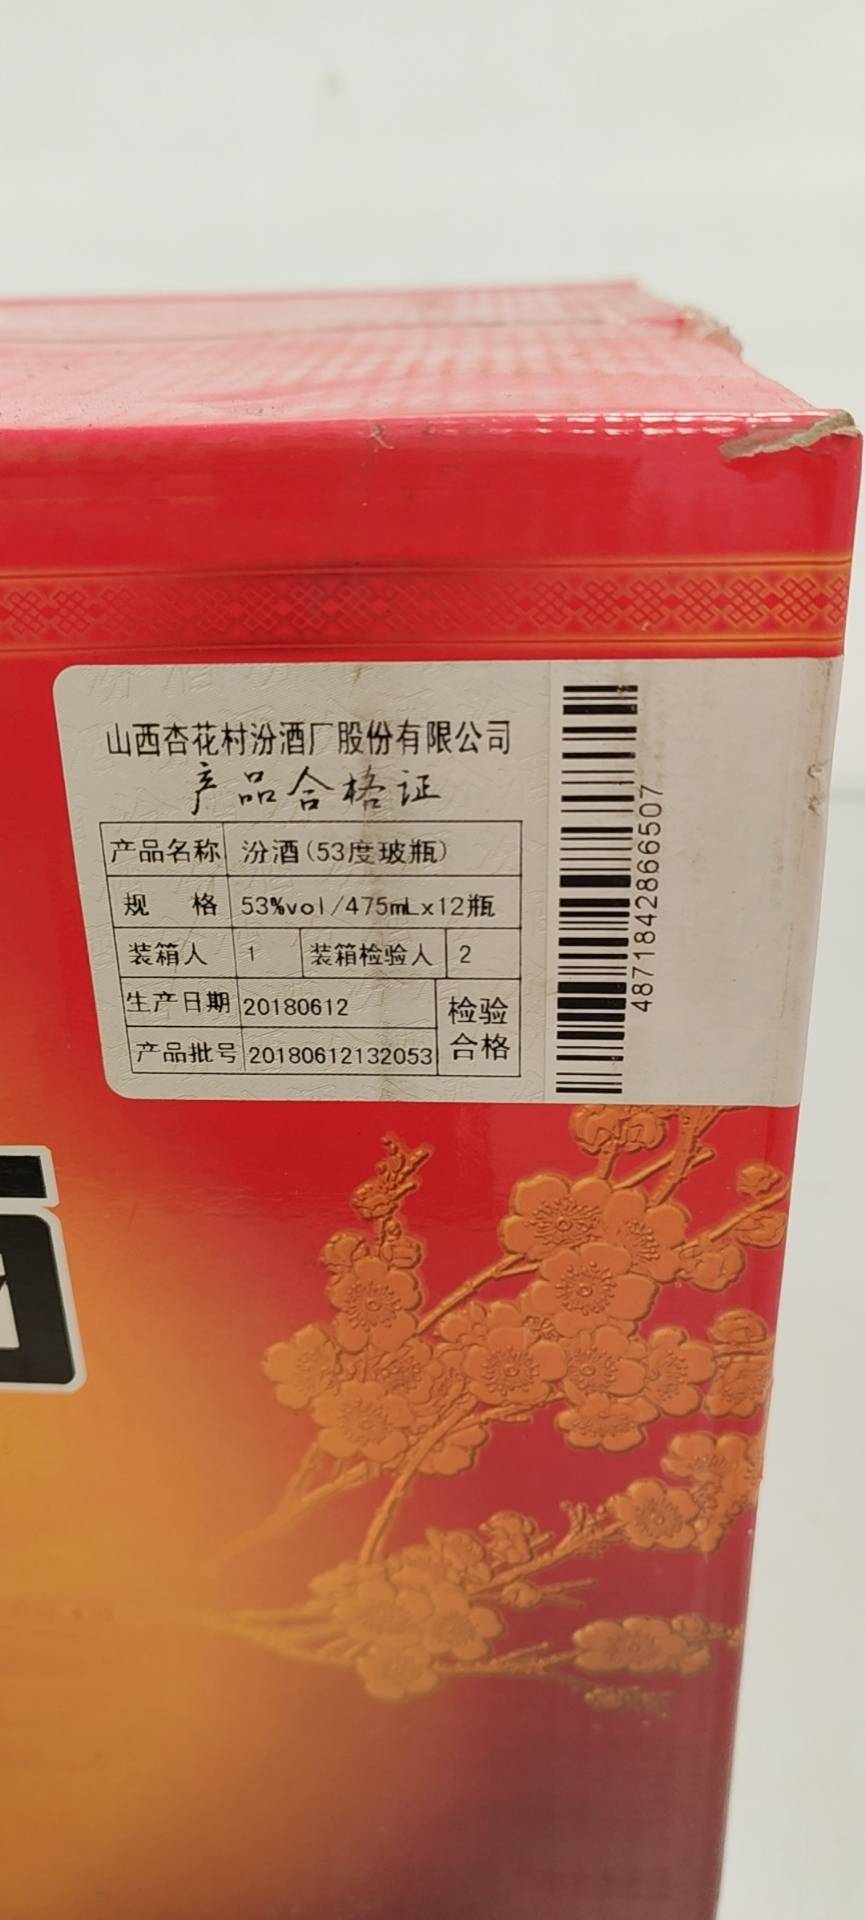 山西杏花村汾酒厂股份有限公司
产品合格证
产品名称 汾酒(53度玻瓶)
规 格 53%vol/475mLx12瓶
装箱人 1 装箱检验人 2
生产日期 20180612 检验
产品批号 20180612132053 合格
4871842866507